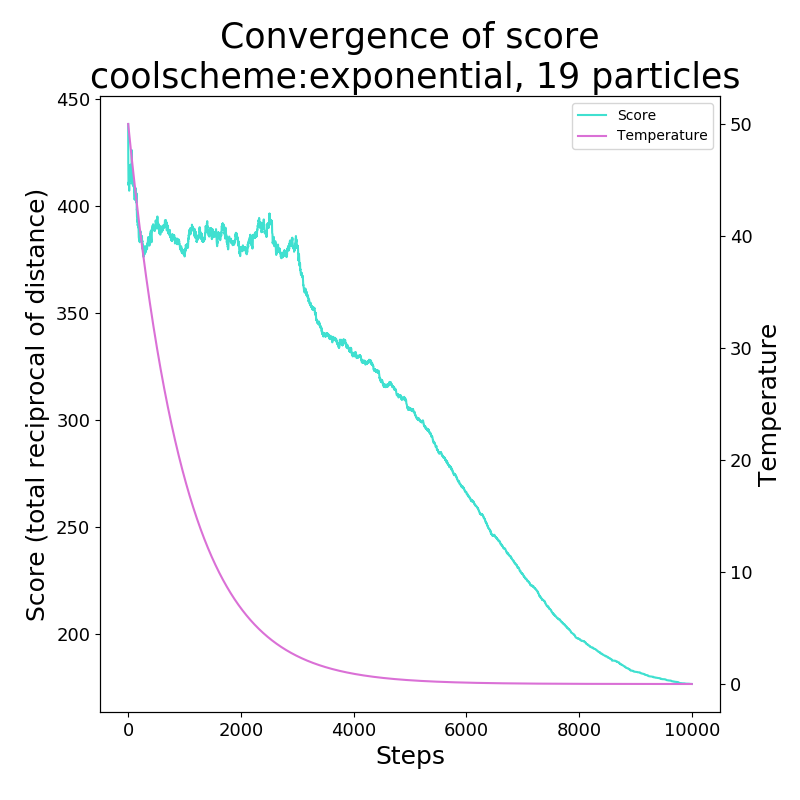 Convergence of score
coolscheme:exponential, 19 particles
Score
Temperature
Score (total reciprocal of distance)
450
400
350
300
250
200
50
40
30
20
10
0
Temperature
0
2000
4000
6000
8000
10000
Steps